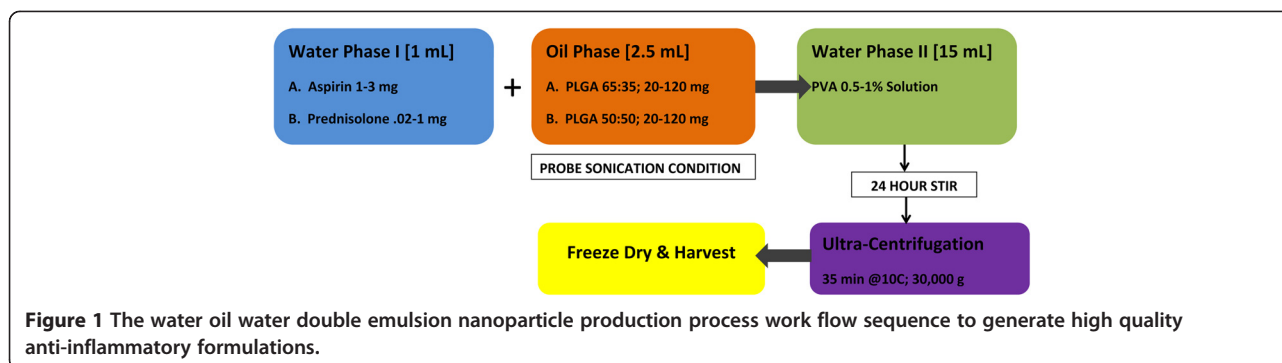 Water Phase I [1 mL]
A. Aspirin 1-3 mg
B. Prednisolone .02-1 mg
+
Oil Phase [2.5 mL]
A. PLGA 65:35; 20-120 mg
B. PLGA 50:50; 20-120 mg
PROBE SONICATION CONDITION
Water Phase II [15 mL]
PVA 0.5-1% Solution
24 HOUR STIR
Ultra-Centrifugation
35 min @10C; 30,000 g
Freeze Dry & Harvest
Figure 1 The water oil water double emulsion nanoparticle production process work flow sequence to generate high quality
anti-inflammatory formulations.